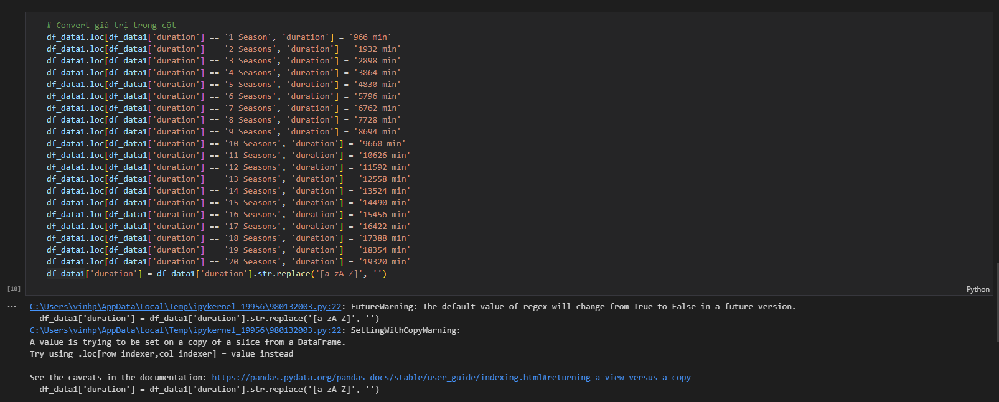 # Convert giá trị trong cột
df_data1.loc[df_data1['duration'] == '1 Season', 'duration'] = '966 min'
df_data1.loc[df_data1['duration'] == '2 Seasons', 'duration'] = '1932 min'
df_data1.loc[df_data1['duration'] == '3 Seasons', 'duration'] = '2898 min'
df_data1.loc[df_data1['duration'] == '4 Seasons', 'duration'] = '3864 min'
df_data1.loc[df_data1['duration'] == '5 Seasons', 'duration'] = '4830 min'
df_data1.loc[df_data1['duration'] == '6 Seasons', 'duration'] = '5796 min'
df_data1.loc[df_data1['duration'] == '7 Seasons', 'duration'] = '6762 min'
df_data1.loc[df_data1['duration'] == '8 Seasons', 'duration'] = '7728 min'
df_data1.loc[df_data1['duration'] == '9 Seasons', 'duration'] = '8694 min'
df_data1.loc[df_data1['duration'] == '10 Seasons', 'duration'] = '9660 min'
df_data1.loc[df_data1['duration'] == '11 Seasons', 'duration'] = '10626 min'
df_data1.loc[df_data1['duration'] == '12 Seasons', 'duration'] = '11592 min'
df_data1.loc[df_data1['duration'] == '13 Seasons', 'duration'] = '12558 min'
df_data1.loc[df_data1['duration'] == '14 Seasons', 'duration'] = '13524 min'
df_data1.loc[df_data1['duration'] == '15 Seasons', 'duration'] = '14490 min'
df_data1.loc[df_data1['duration'] == '16 Seasons', 'duration'] = '15456 min'
df_data1.loc[df_data1['duration'] == '17 Seasons', 'duration'] = '16422 min'
df_data1.loc[df_data1['duration'] == '18 Seasons', 'duration'] = '17388 min'
df_data1.loc[df_data1['duration'] == '19 Seasons', 'duration'] = '18354 min'
df_data1.loc[df_data1['duration'] == '20 Seasons', 'duration'] = '19320 min'
df_data1['duration'] = df_data1['duration'].str.replace('[a-zA-Z]', '')
[10]
Python
... C:\Users\vinhp\AppData\Local\Temp\ipykernel_19956\980132003.py:22: FutureWarning: The default value of regex will change from True to False in a future version.
df_data1['duration'] = df_data1['duration'].str.replace('[a-zA-Z]', '')
C:\Users\vinhp\AppData\Local\Temp\ipykernel_19956\980132003.py:22: SettingWithCopyWarning:
A value is trying to be set on a copy of a slice from a DataFrame.
Try using .loc[row_indexer,col_indexer] = value instead
See the caveats in the documentation: https://pandas.pydata.org/pandas-docs/stable/user_guide/indexing.html#returning-a-view-versus-a-copy
df_data1['duration'] = df_data1['duration'].str.replace('[a-zA-Z]', '')